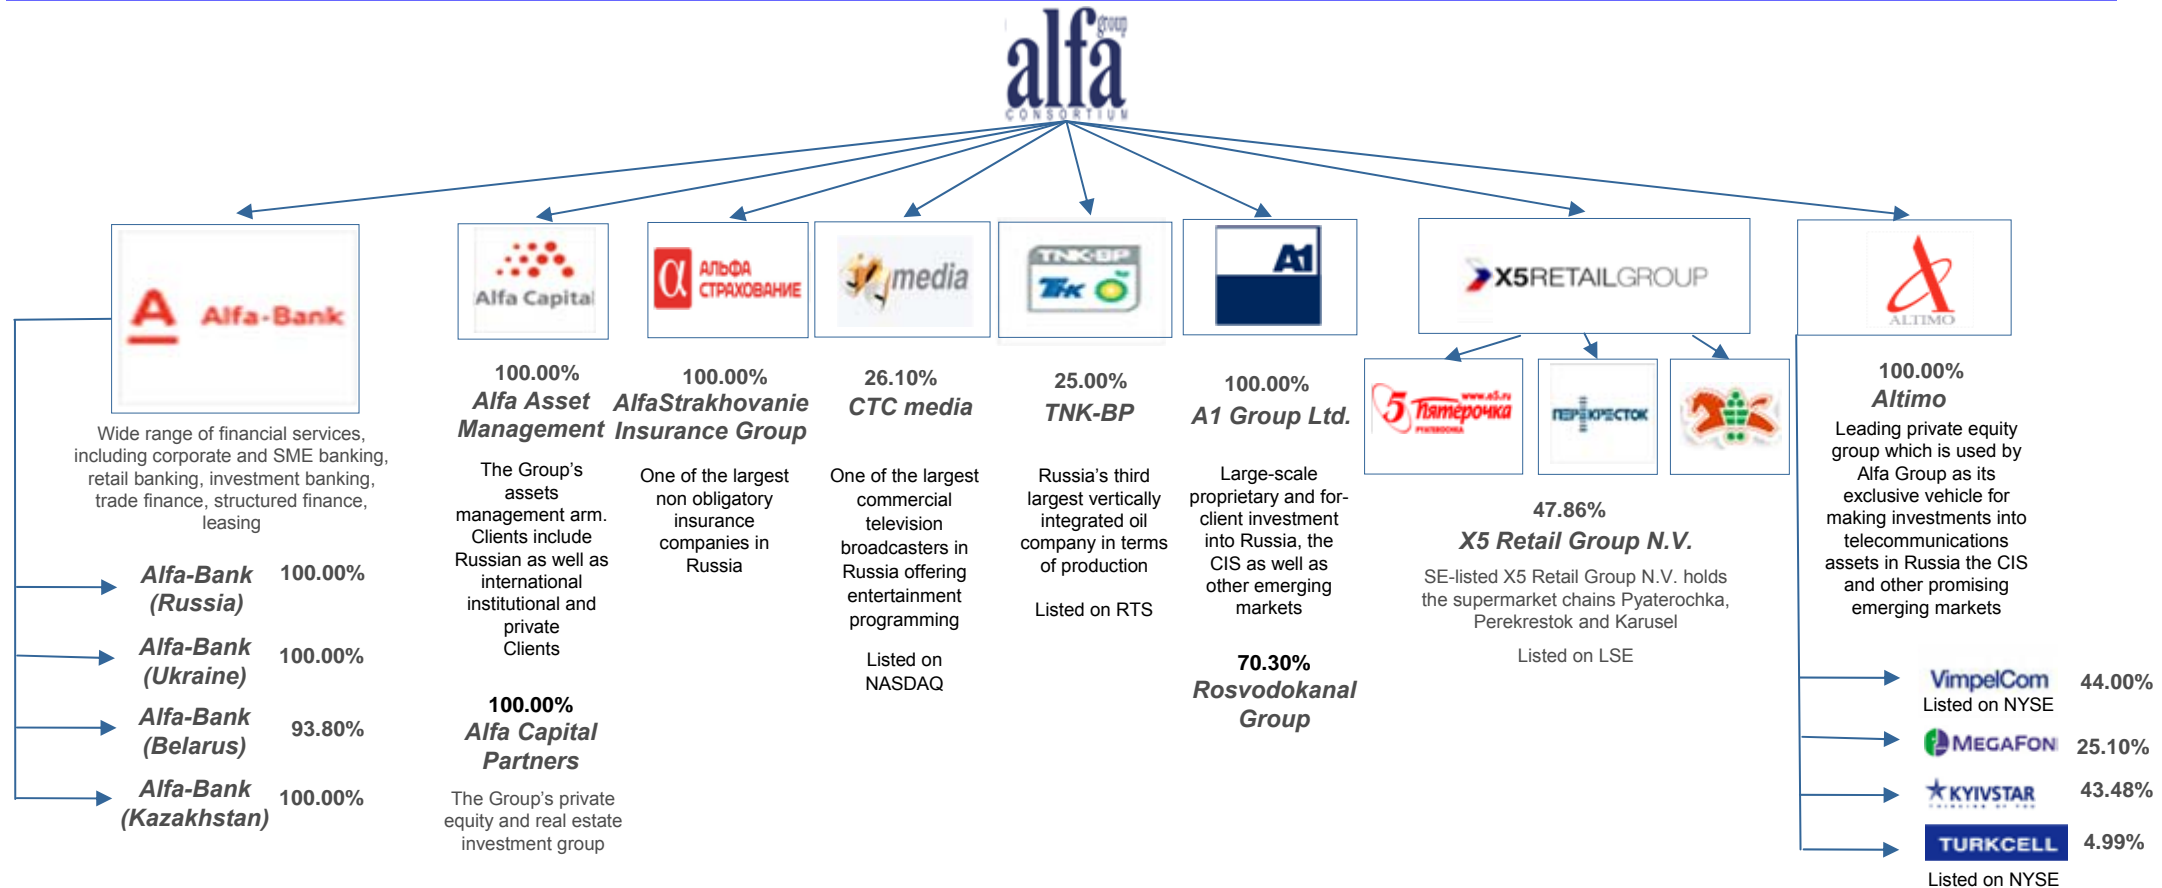 alfa
group
CONSORTIUM
A Alfa-Bank
Wide range of financial services,
including corporate and SME banking,
retail banking, investment banking,
trade finance, structured finance,
leasing
Alfa-Bank
(Russia)
100.00%
Alfa-Bank
(Ukraine)
100.00%
Alfa-Bank
(Belarus)
93.80%
Alfa-Bank
(Kazakhstan)
100.00%
Alfa Capital
100.00%
Alfa Asset
Management
The Group’s
assets
management arm.
Clients include
Russian as well as
international
institutional and
private
Clients
100.00%
Alfa Capital
Partners
The Group’s private
equity and real estate
investment group
α
АЛЬФА
СТРАХОВАНИЕ
100.00%
AlfaStrakhovanie
Insurance Group
One of the largest
non obligatory
insurance
companies in
Russia
media
26.10%
CTC media
One of the largest
commercial
television
broadcasters in
Russia offering
entertainment
programming
Listed on
NASDAQ
TNK-BP
ТНК
25.00%
TNK-BP
Russia’s third
largest vertically
integrated oil
company in terms
of production
Listed on RTS
A1
100.00%
A1 Group Ltd.
Large-scale
proprietary and for-
client investment
into Russia, the
CIS as well as
other emerging
markets
70.30%
Rosvodokanal
Group
X5RETAILGROUP
www.e5.ru
5 Пятёрочка
PYATEROCHKA
ПЕРЕКРЕСТОК
47.86%
X5 Retail Group N.V.
SE-listed X5 Retail Group N.V. holds
the supermarket chains Pyaterochka,
Perekrestok and Karusel
Listed on LSE
ALTIMO
100.00%
Altimo
Leading private equity
group which is used by
Alfa Group as its
exclusive vehicle for
making investments into
telecommunications
assets in Russia the CIS
and other promising
emerging markets
VimpelCom
44.00%
Listed on NYSE
MEGAFON
25.10%
KYIVSTAR
43.48%
TURKCELL
4.99%
Listed on NYSE